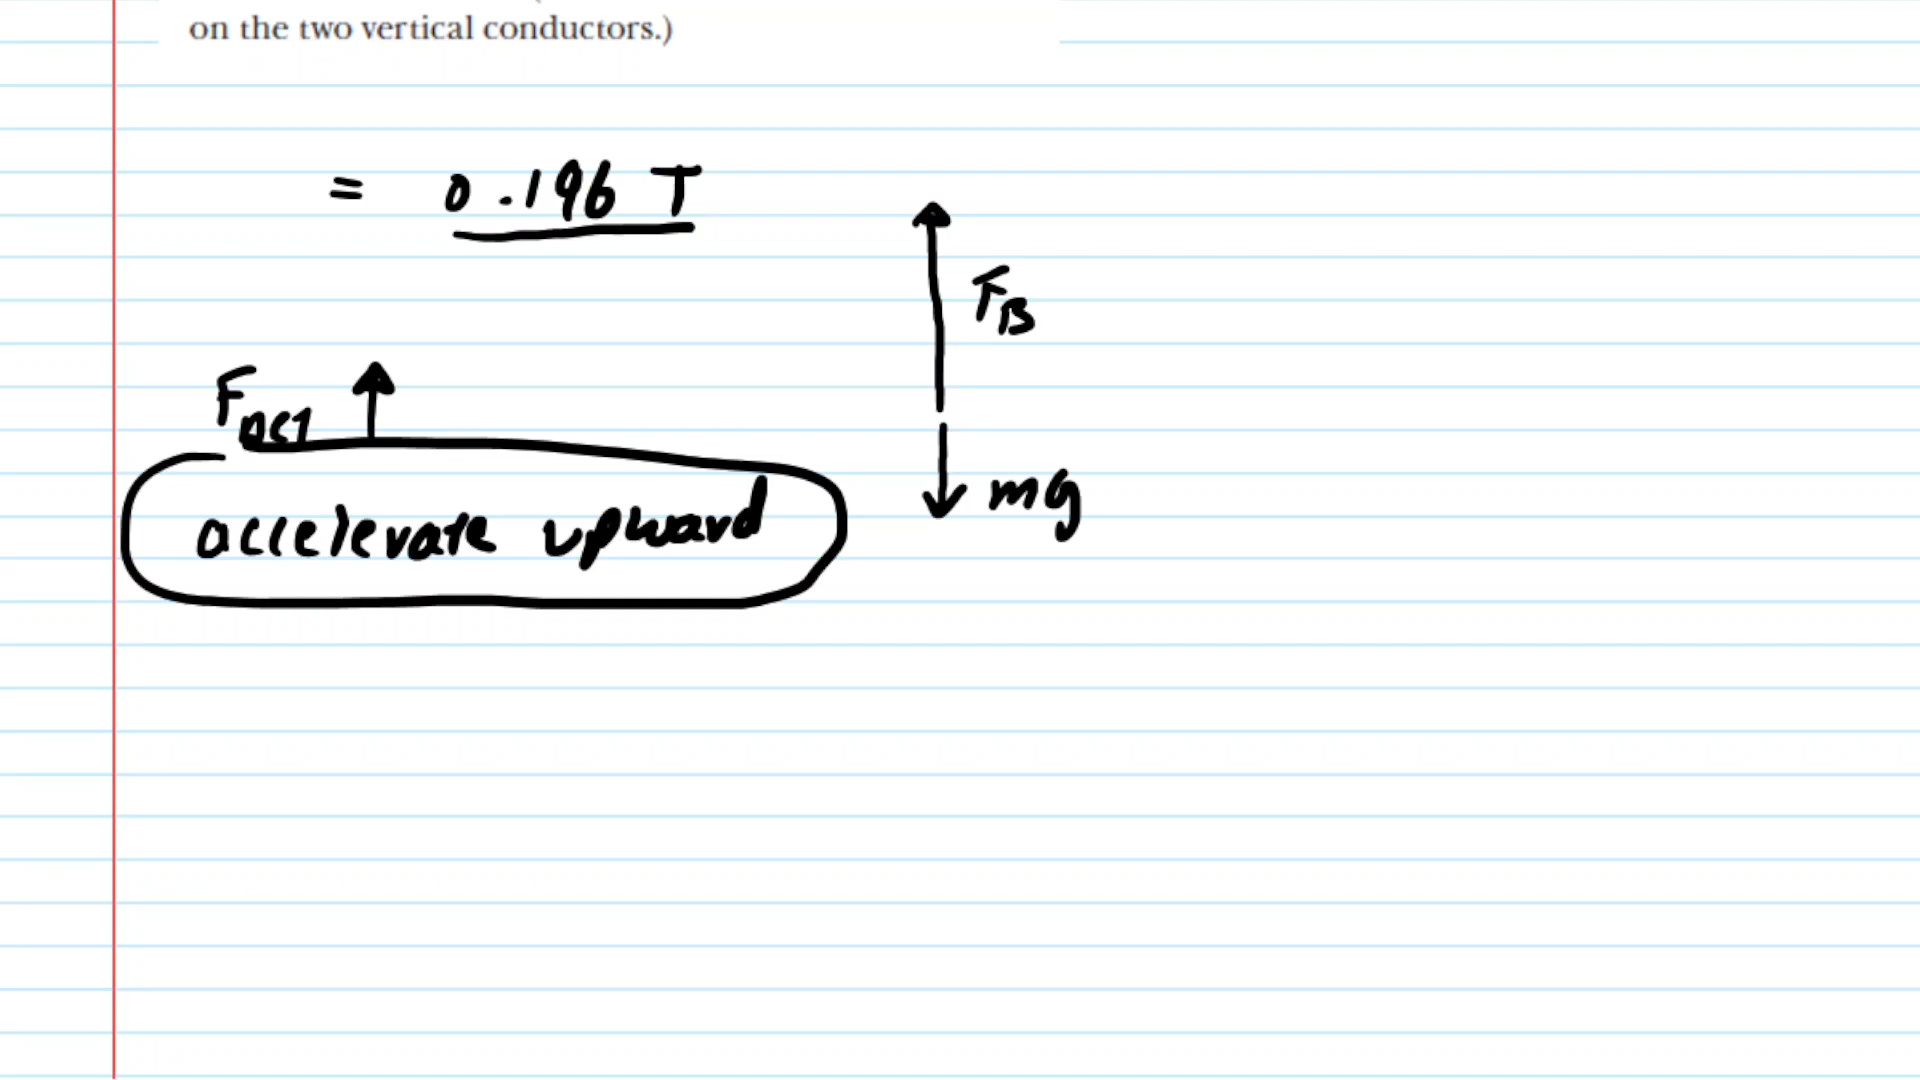 on the two vertical conductors.)
= 0.196 T
F_B
F_net
mg
accelerate upward